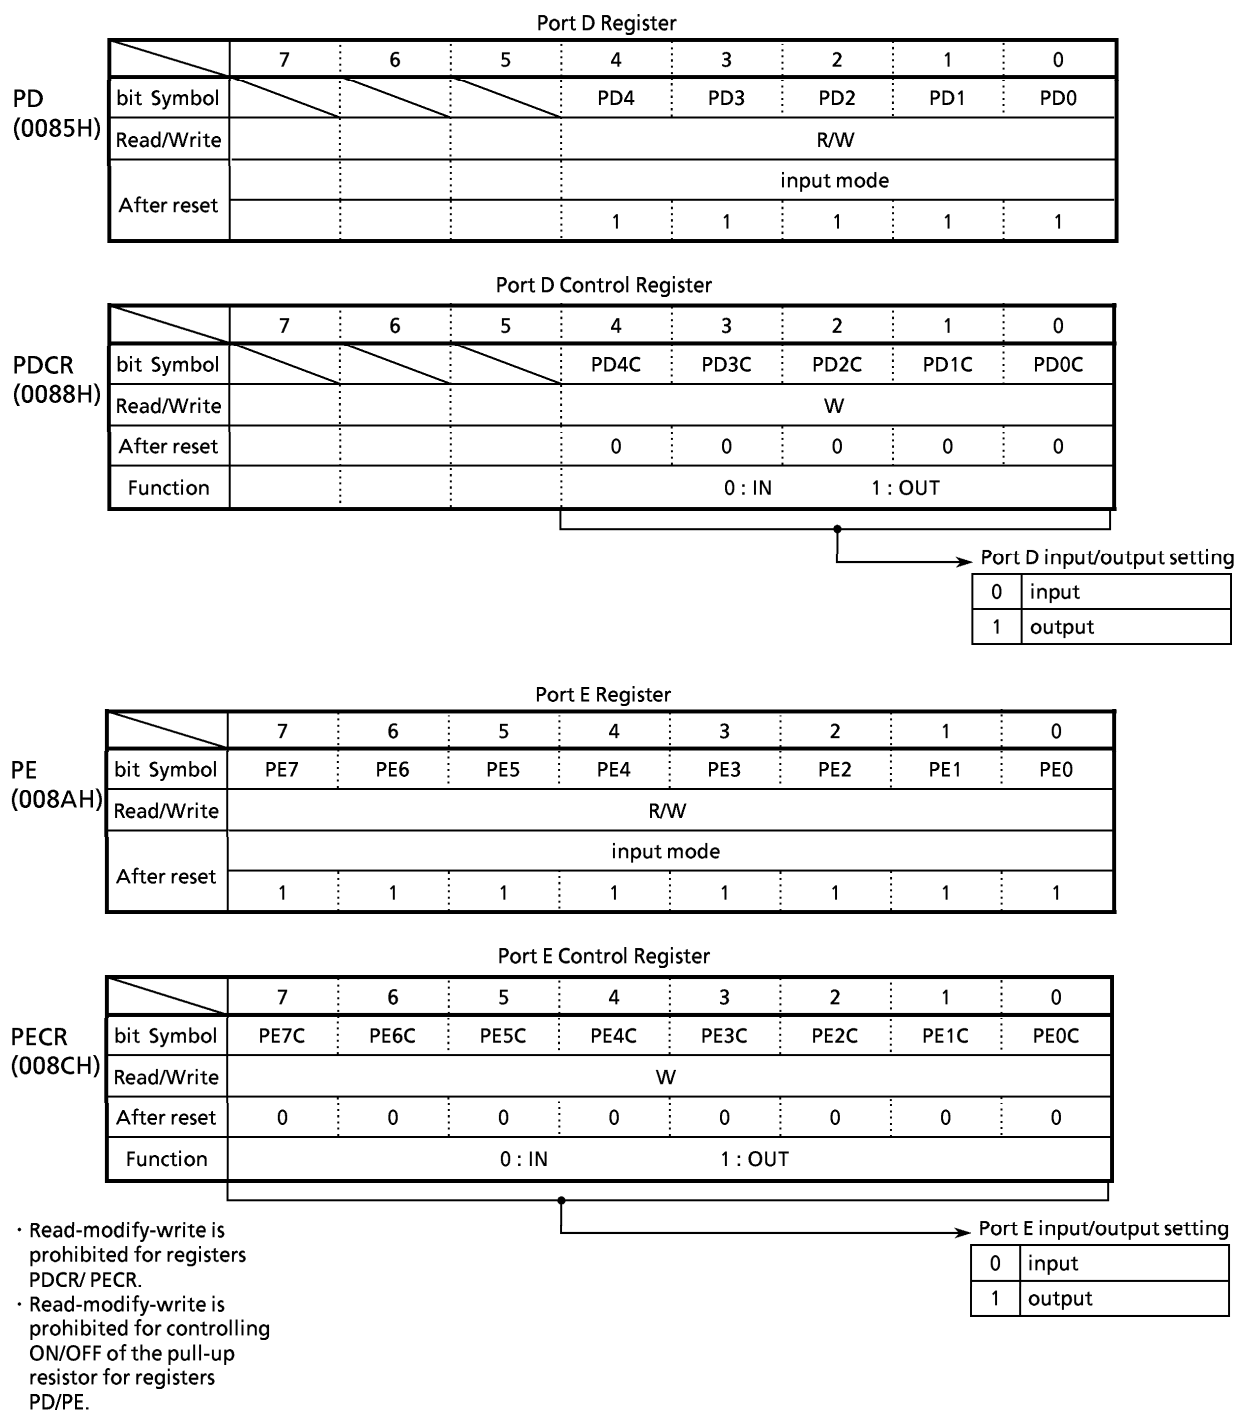 Port D Register
7 6 5 4 3 2 1 0
PD
(0085H)
bit Symbol PD4 PD3 PD2 PD1 PD0
Read/Write R/W
After reset
input mode
1 1 1 1 1
Port D Control Register
7 6 5 4 3 2 1 0
PDCR
(0088H)
bit Symbol PD4C PD3C PD2C PD1C PD0C
Read/Write W
After reset 0 0 0 0 0
Function 0 : IN 1 : OUT
Port D input/output setting
0 input
1 output
Port E Register
7 6 5 4 3 2 1 0
PE
(008AH)
bit Symbol PE7 PE6 PE5 PE4 PE3 PE2 PE1 PE0
Read/Write R/W
After reset
input mode
1 1 1 1 1 1 1 1
Port E Control Register
7 6 5 4 3 2 1 0
PECR
(008CH)
bit Symbol PE7C PE6C PE5C PE4C PE3C PE2C PE1C PE0C
Read/Write W
After reset 0 0 0 0 0 0 0 0
Function 0 : IN 1 : OUT
Port E input/output setting
0 input
1 output
· Read-modify-write is
prohibited for registers
PDCR/ PECR.
· Read-modify-write is
prohibited for controlling
ON/OFF of the pull-up
resistor for registers
PD/PE.